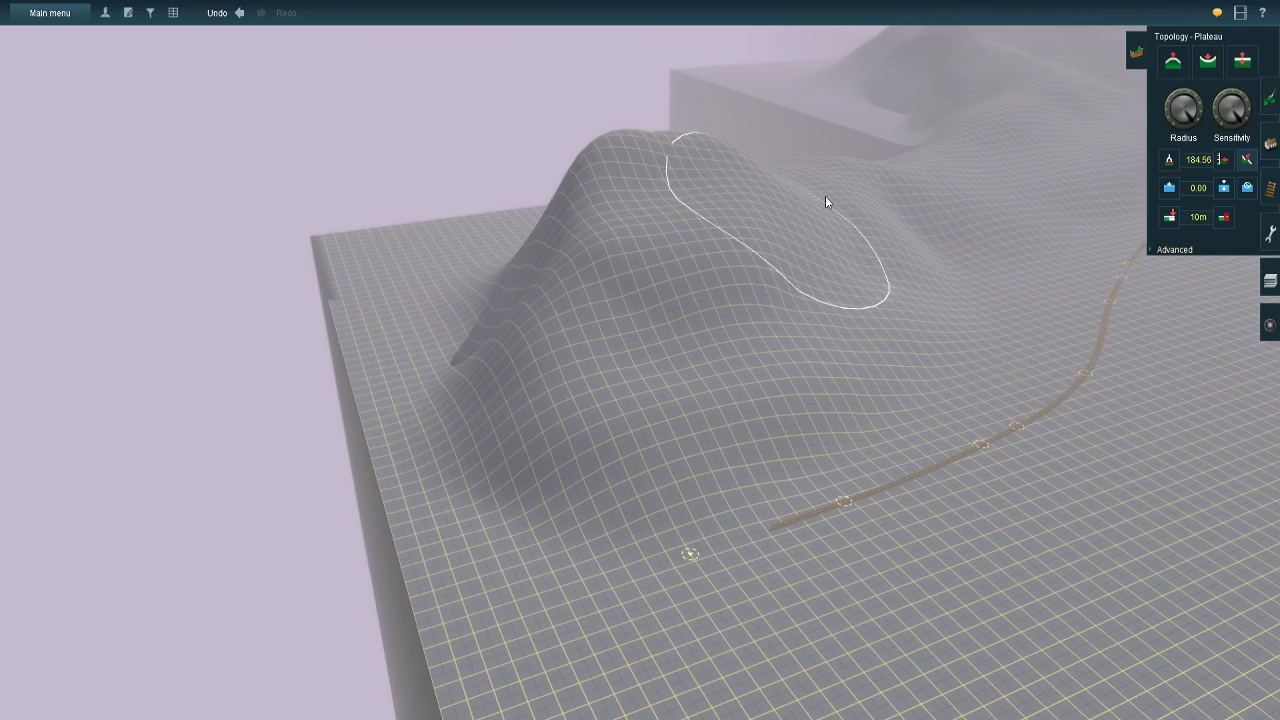 Main menu
Undo
Redo
?
Topology - Plateau
Radius
Sensitivity
184.56
0.00
10m
Advanced